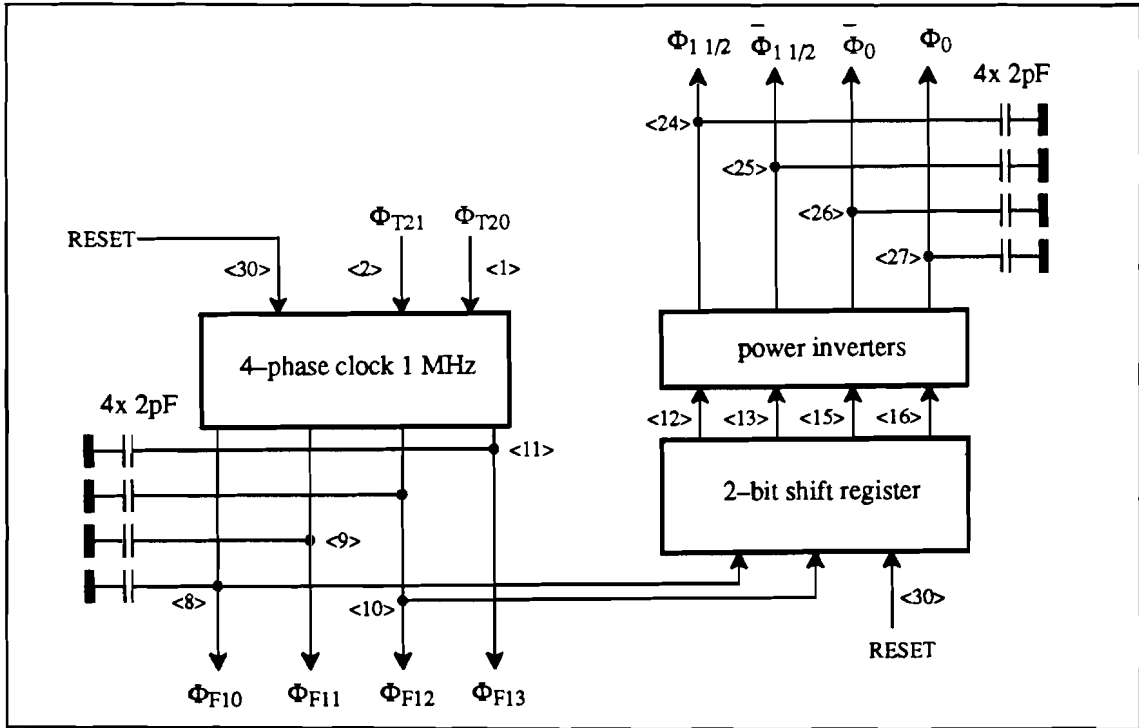 Φ1 1/2 Φ̄1 1/2 Φ̄0 Φ0
4x 2pF
<24>
<25>
<26>
<27>
RESET
ΦT21 ΦT20
<30> <2> <1>
4–phase clock 1 MHz
power inverters
4x 2pF
<12> <13> <15> <16>
<11>
2–bit shift register
<9>
<8> <10> <30>
RESET
ΦF10 ΦF11 ΦF12 ΦF13